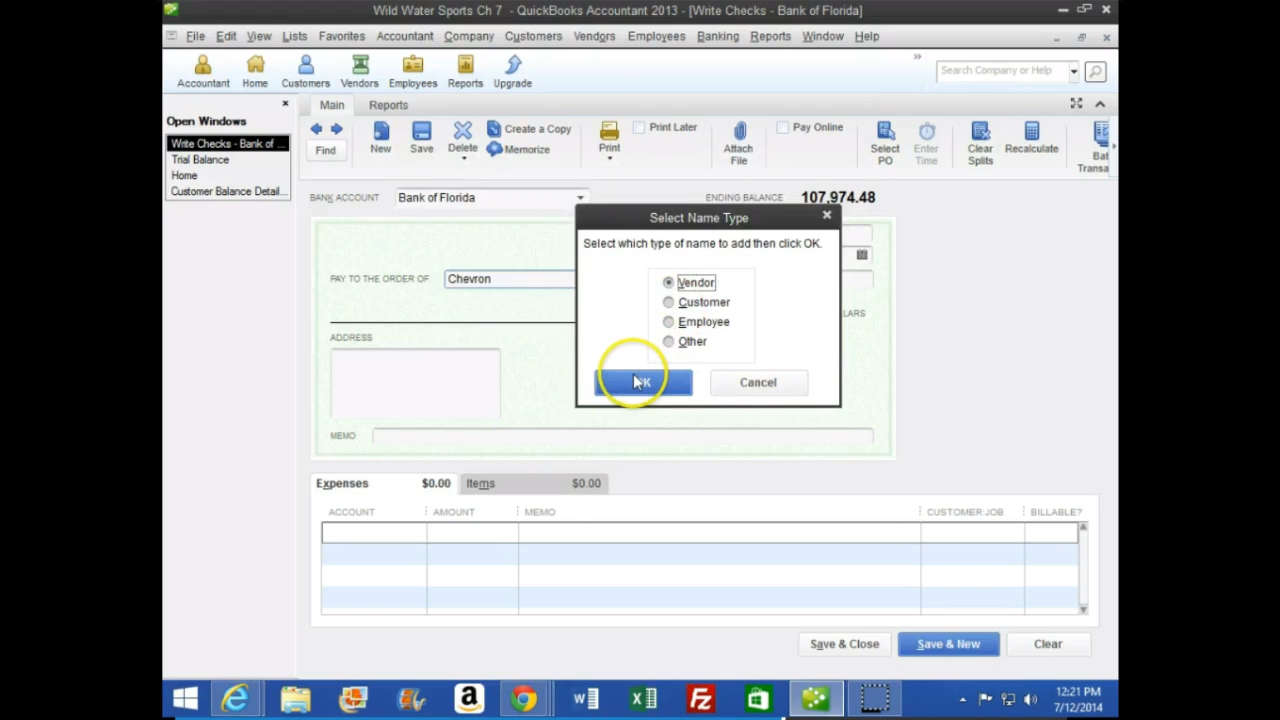 Wild Water Sports Ch 7 - QuickBooks Accountant 2013 - [Write Checks - Bank of Florida]
File Edit View Lists Favorites Accountant Company Customers Vendors Employees Banking Reports Window Help
Accountant Home Customers Vendors Employees Reports Upgrade
Search Company or Help
Open Windows
Write Checks - Bank of ...
Trial Balance
Home
Customer Balance Detail...
Main Reports
Find New Save Delete Create a Copy Memorize Print Print Later Attach File Pay Online Select PO Enter Time Clear Splits Recalculate
BANK ACCOUNT Bank of Florida ENDING BALANCE 107,974.48
PAY TO THE ORDER OF Chevron
ADDRESS
MEMO
Select Name Type
Select which type of name to add then click OK.
Vendor
Customer
Employee
Other
Cancel
Expenses $0.00 Items $0.00
ACCOUNT AMOUNT MEMO CUSTOMER:JOB BILLABLE?
Save & Close Save & New Clear
12:21 PM
7/12/2014